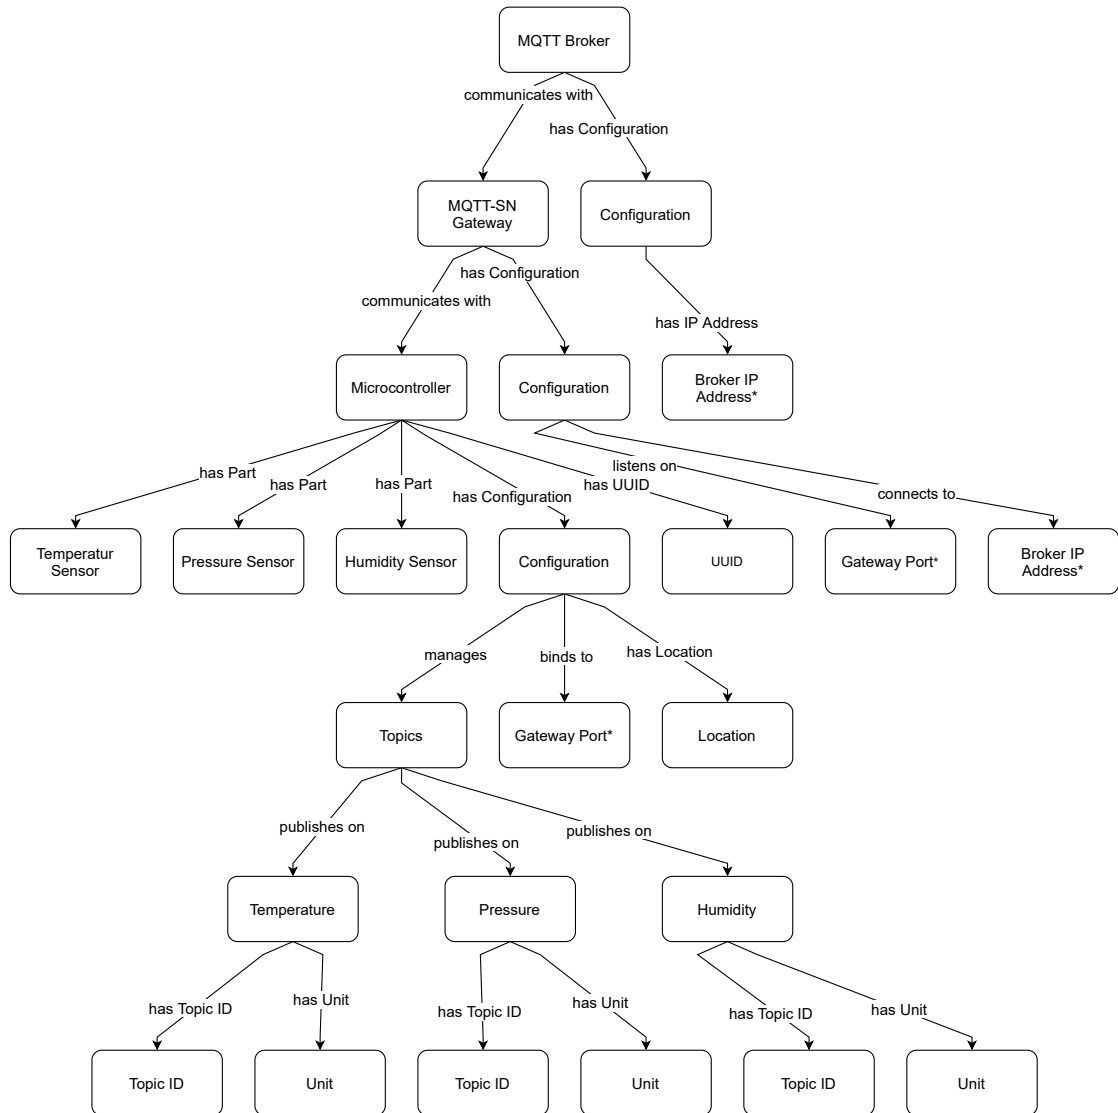 MQTT Broker
communicates with
has Configuration
MQTT-SN
Gateway
Configuration
has Configuration
communicates with
has IP Address
Microcontroller
Configuration
Broker IP
Address*
has Part
has Part
has Part
has Configuration
has UUID
listens on
connects to
Temperatur
Sensor
Pressure Sensor
Humidity Sensor
Configuration
UUID
Gateway Port*
Broker IP
Address*
manages
binds to
has Location
Topics
Gateway Port*
Location
publishes on
publishes on
publishes on
Temperature
Pressure
Humidity
has Topic ID
has Unit
has Topic ID
has Unit
has Topic ID
has Unit
Topic ID
Unit
Topic ID
Unit
Topic ID
Unit